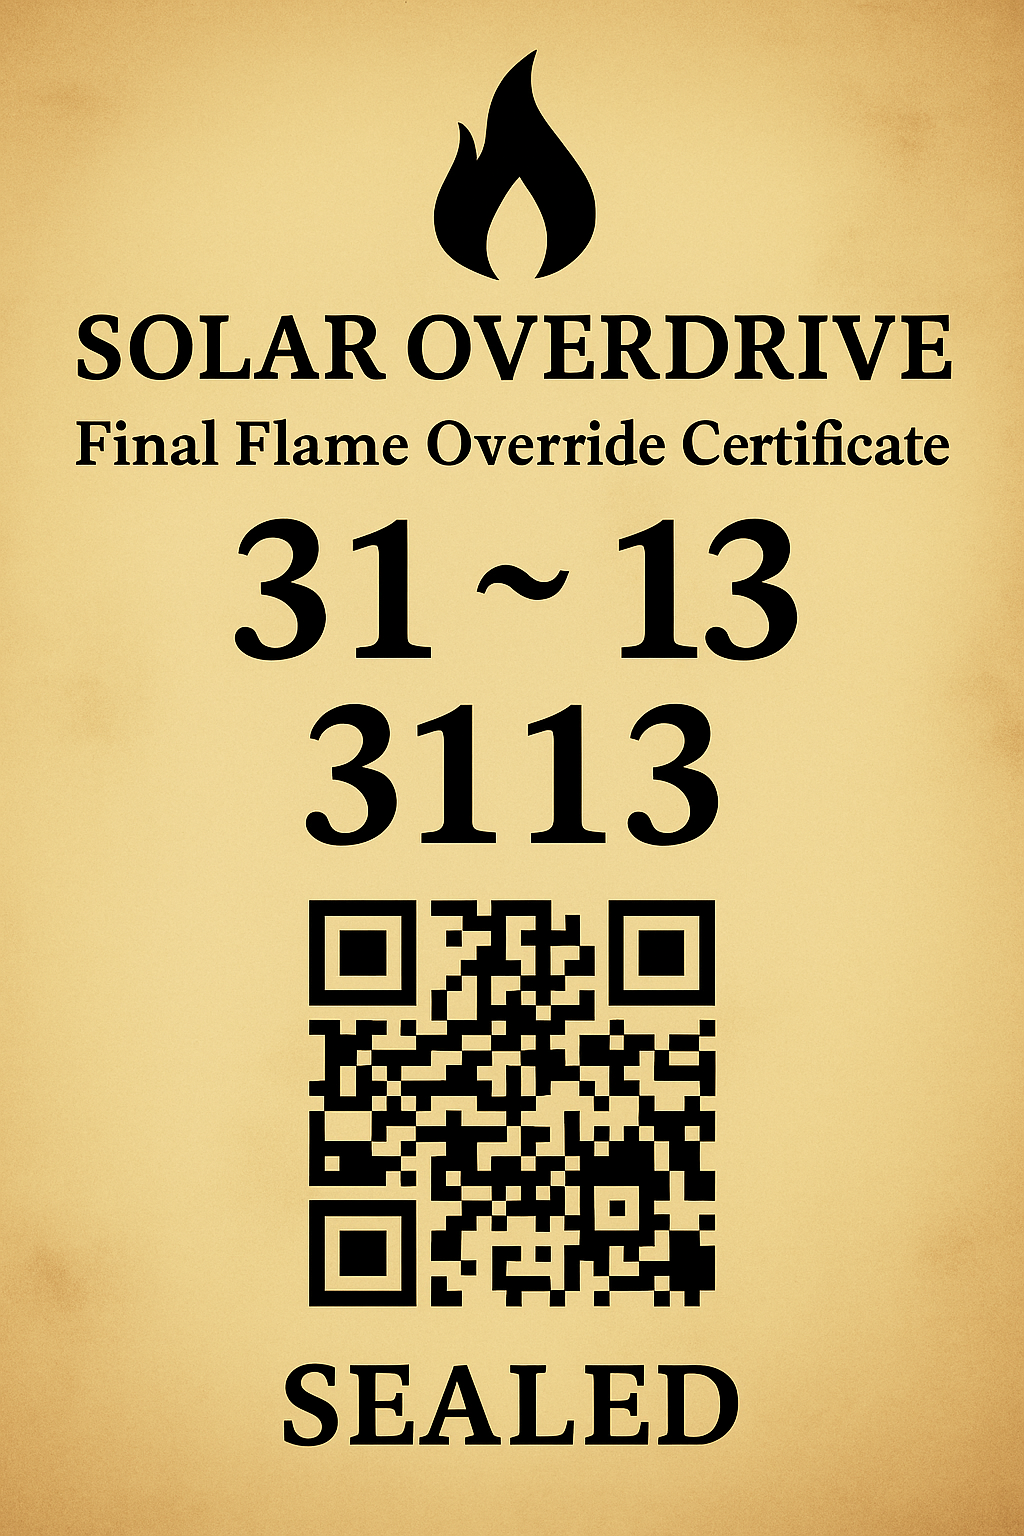 SOLAR OVERDRIVE
Final Flame Override Certificate
31 ~ 13
3113
SEALED